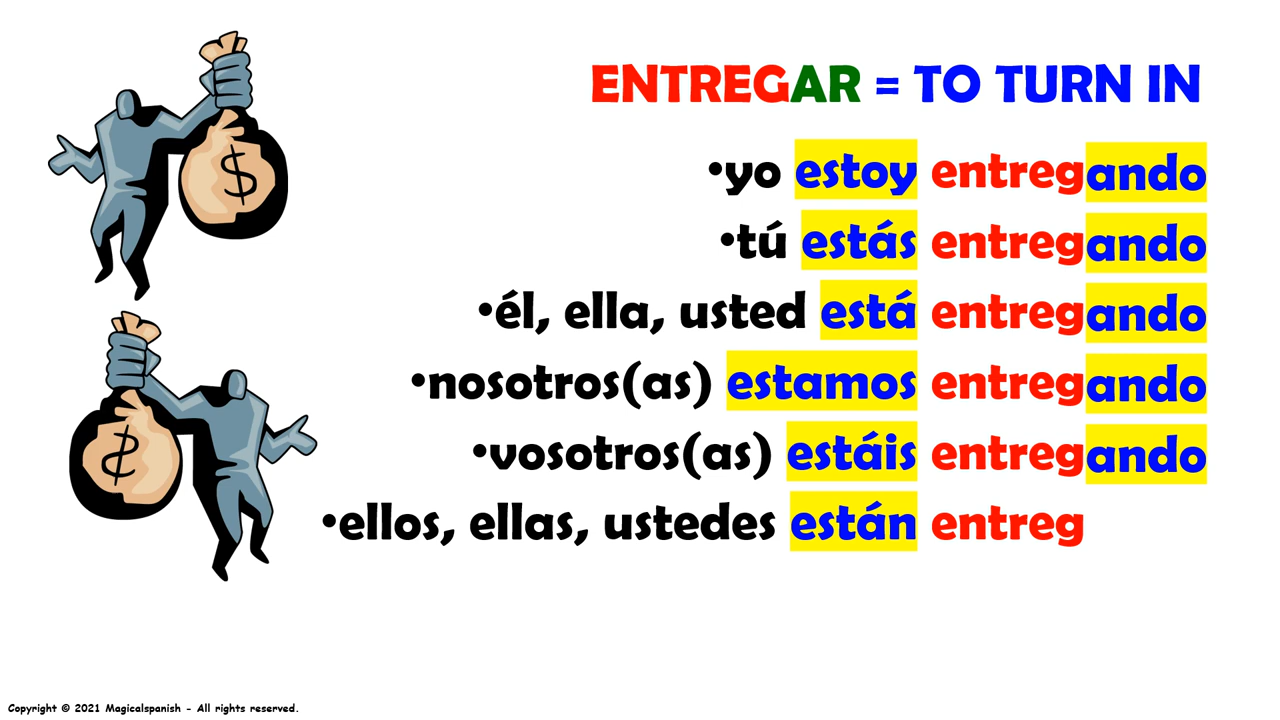 ENTREGAR = TO TURN IN
•yo estoy entregando
•tú estás entregando
•él, ella, usted está entregando
•nosotros(as) estamos entregando
•vosotros(as) estáis entregando
•ellos, ellas, ustedes están entreg
$
$
Copyright © 2021 Magicalspanish - All rights reserved.